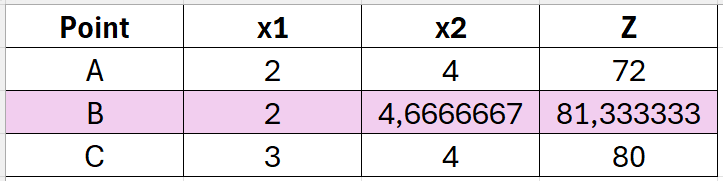 Point x1 x2 Z
A 2 4 72
B 2 4,6666667 81,333333
C 3 4 80